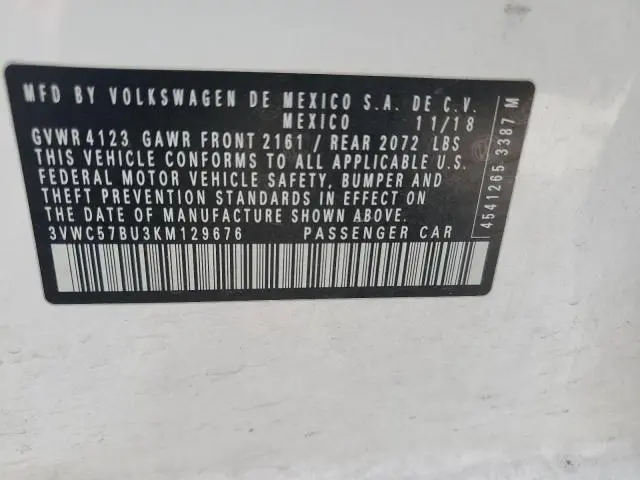 MFD BY VOLKSWAGEN DE MEXICO S.A. DE C.V.
MEXICO 11/18
GVWR 4123 GAWR FRONT 2161 / REAR 2072 LBS
THIS VEHICLE CONFORMS TO ALL APPLICABLE U.S.
FEDERAL MOTOR VEHICLE SAFETY, BUMPER AND
THEFT PREVENTION STANDARDS IN EFFECT ON
THE DATE OF MANUFACTURE SHOWN ABOVE.
3VWC57BU3KM129676 PASSENGER CAR
4541265 3387 M